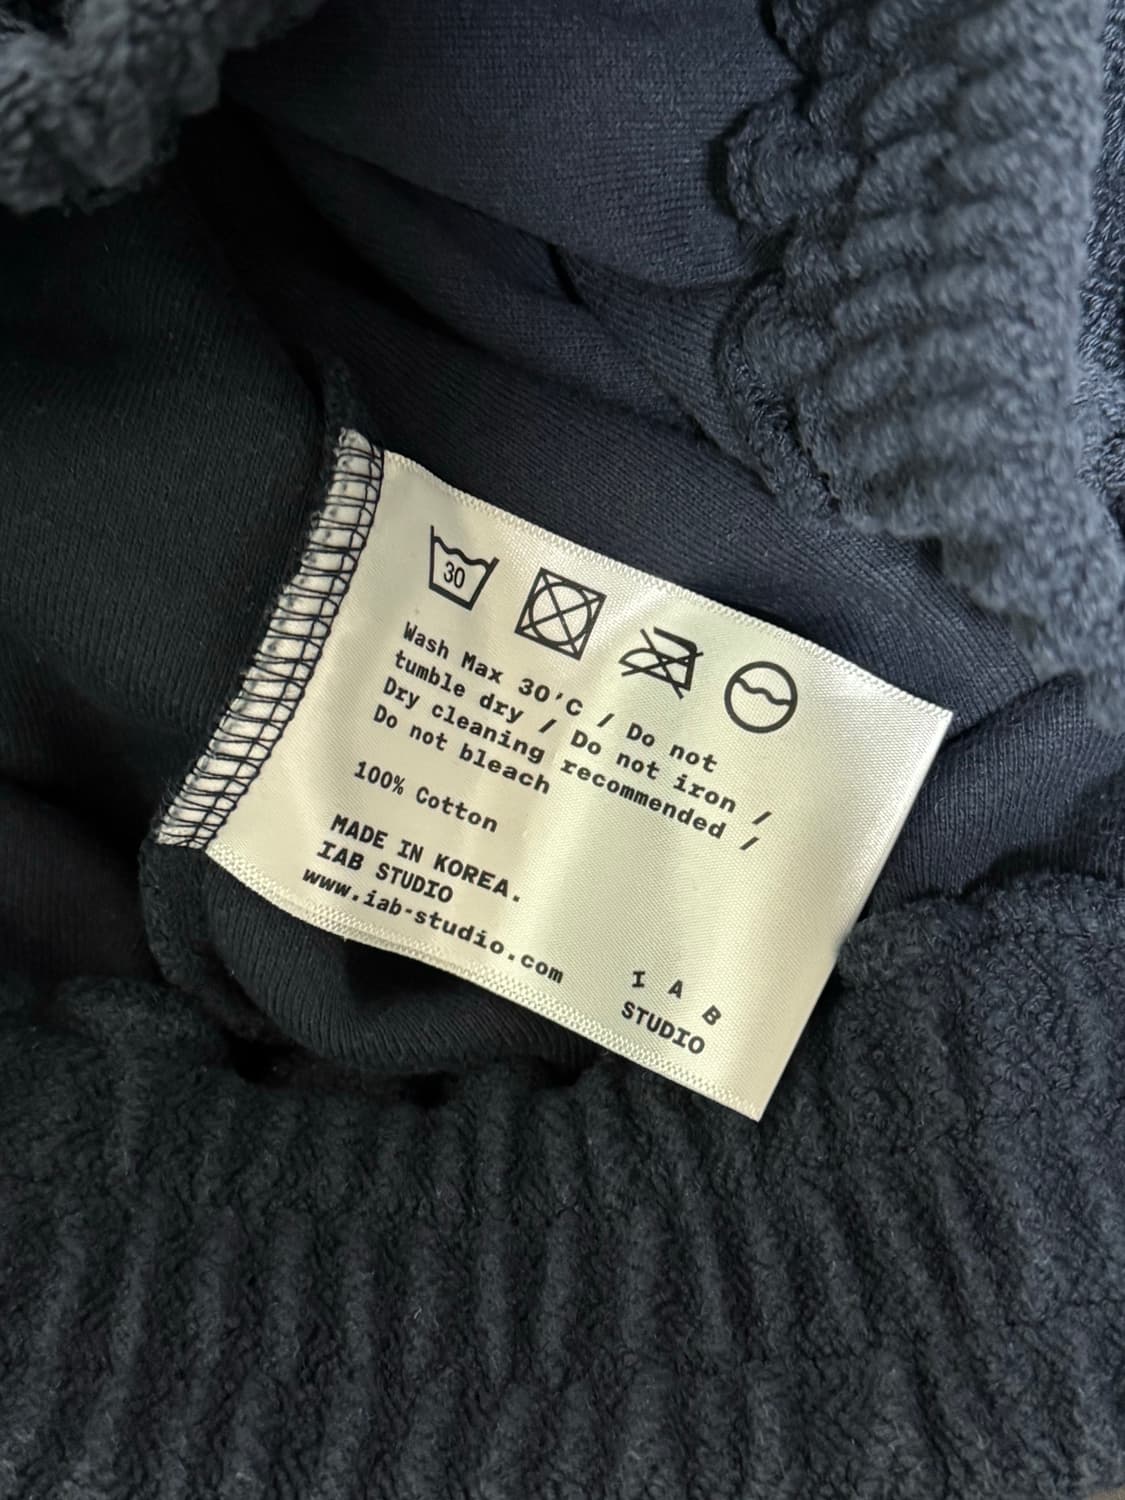 30
Wash Max 30'C / Do not
tumble dry / Do not iron /
Dry cleaning recommended /
Do not bleach
100% Cotton
MADE IN KOREA.
IAB STUDIO
www.iab-studio.com
I A B
STUDIO